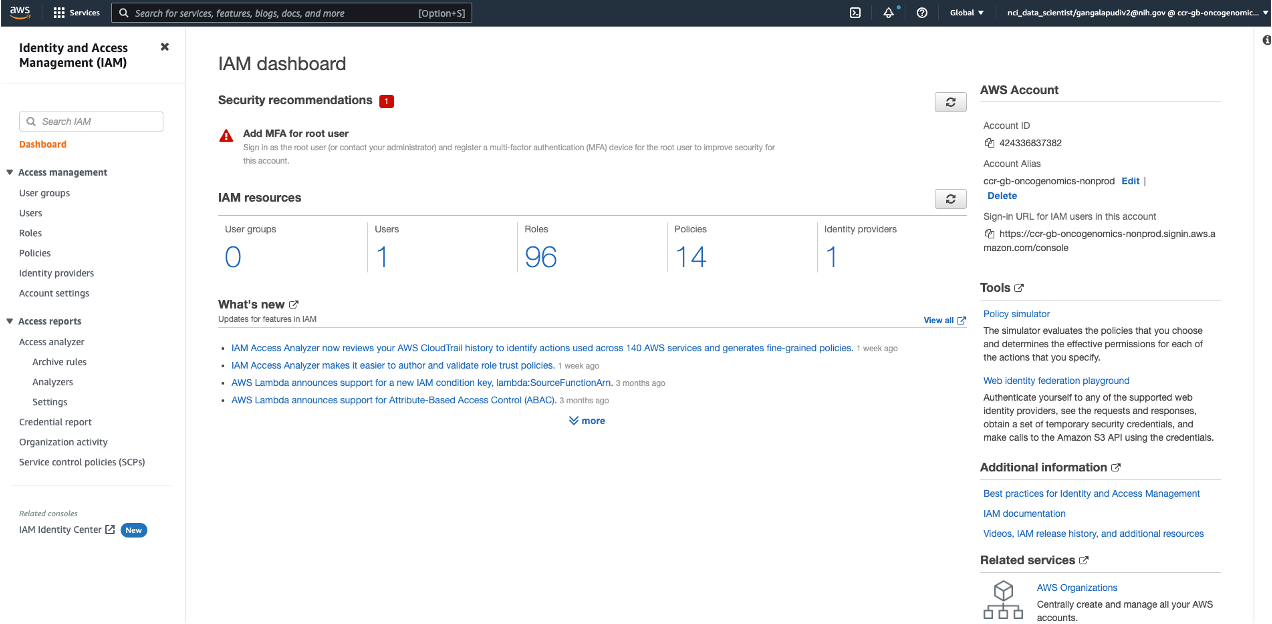 aws
Services
Search for services, features, blogs, docs, and more
[Option+S]
Global
nci_data_scientist/gangalapudiv2@nih.gov @ ccr-gb-oncogenomic...
Identity and Access
Management (IAM)
Search IAM
Dashboard
Access management
User groups
Users
Roles
Policies
Identity providers
Account settings
Access reports
Access analyzer
Archive rules
Analyzers
Settings
Credential report
Organization activity
Service control policies (SCPs)
Related consoles
IAM Identity Center
New
IAM dashboard
Security recommendations 1
Add MFA for root user
Sign in as the root user (or contact your administrator) and register a multi-factor authentication (MFA) device for the root user to improve security for
this account.
IAM resources
User groups
0
Users
1
Roles
96
Policies
14
Identity providers
1
What's new
Updates for features in IAM
View all
IAM Access Analyzer now reviews your AWS CloudTrail history to identify actions used across 140 AWS services and generates fine-grained policies. 1 week ago
IAM Access Analyzer makes it easier to author and validate role trust policies. 1 week ago
AWS Lambda announces support for a new IAM condition key, lambda:SourceFunctionArn. 3 months ago
AWS Lambda announces support for Attribute-Based Access Control (ABAC). 3 months ago
more
AWS Account
Account ID
424336837382
Account Alias
ccr-gb-oncogenomics-nonprod Edit |
Delete
Sign-in URL for IAM users in this account
https://ccr-gb-oncogenomics-nonprod.signin.aws.a
mazon.com/console
Tools
Policy simulator
The simulator evaluates the policies that you choose
and determines the effective permissions for each of
the actions that you specify.
Web identity federation playground
Authenticate yourself to any of the supported web
identity providers, see the requests and responses,
obtain a set of temporary security credentials, and
make calls to the Amazon S3 API using the credentials.
Additional information
Best practices for Identity and Access Management
IAM documentation
Videos, IAM release history, and additional resources
Related services
AWS Organizations
Centrally create and manage all your AWS
accounts.